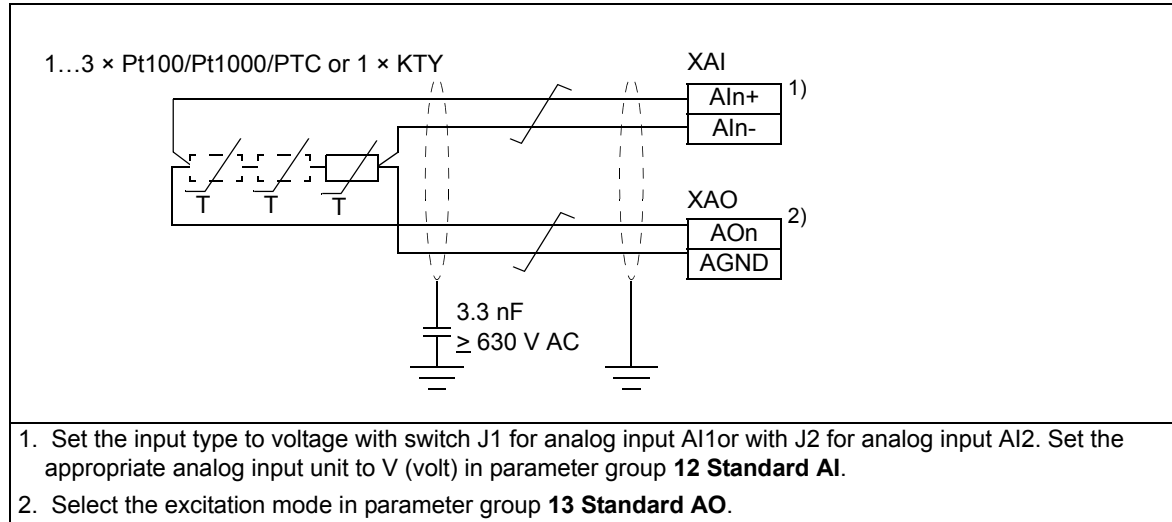 1…3 × Pt100/Pt1000/PTC or 1 × KTY
XAI
AIn+ 1)
AIn-
T T T
XAO
AOn 2)
AGND
3.3 nF
≥ 630 V AC
1. Set the input type to voltage with switch J1 for analog input AI1or with J2 for analog input AI2. Set the
appropriate analog input unit to V (volt) in parameter group 12 Standard AI.
2. Select the excitation mode in parameter group 13 Standard AO.